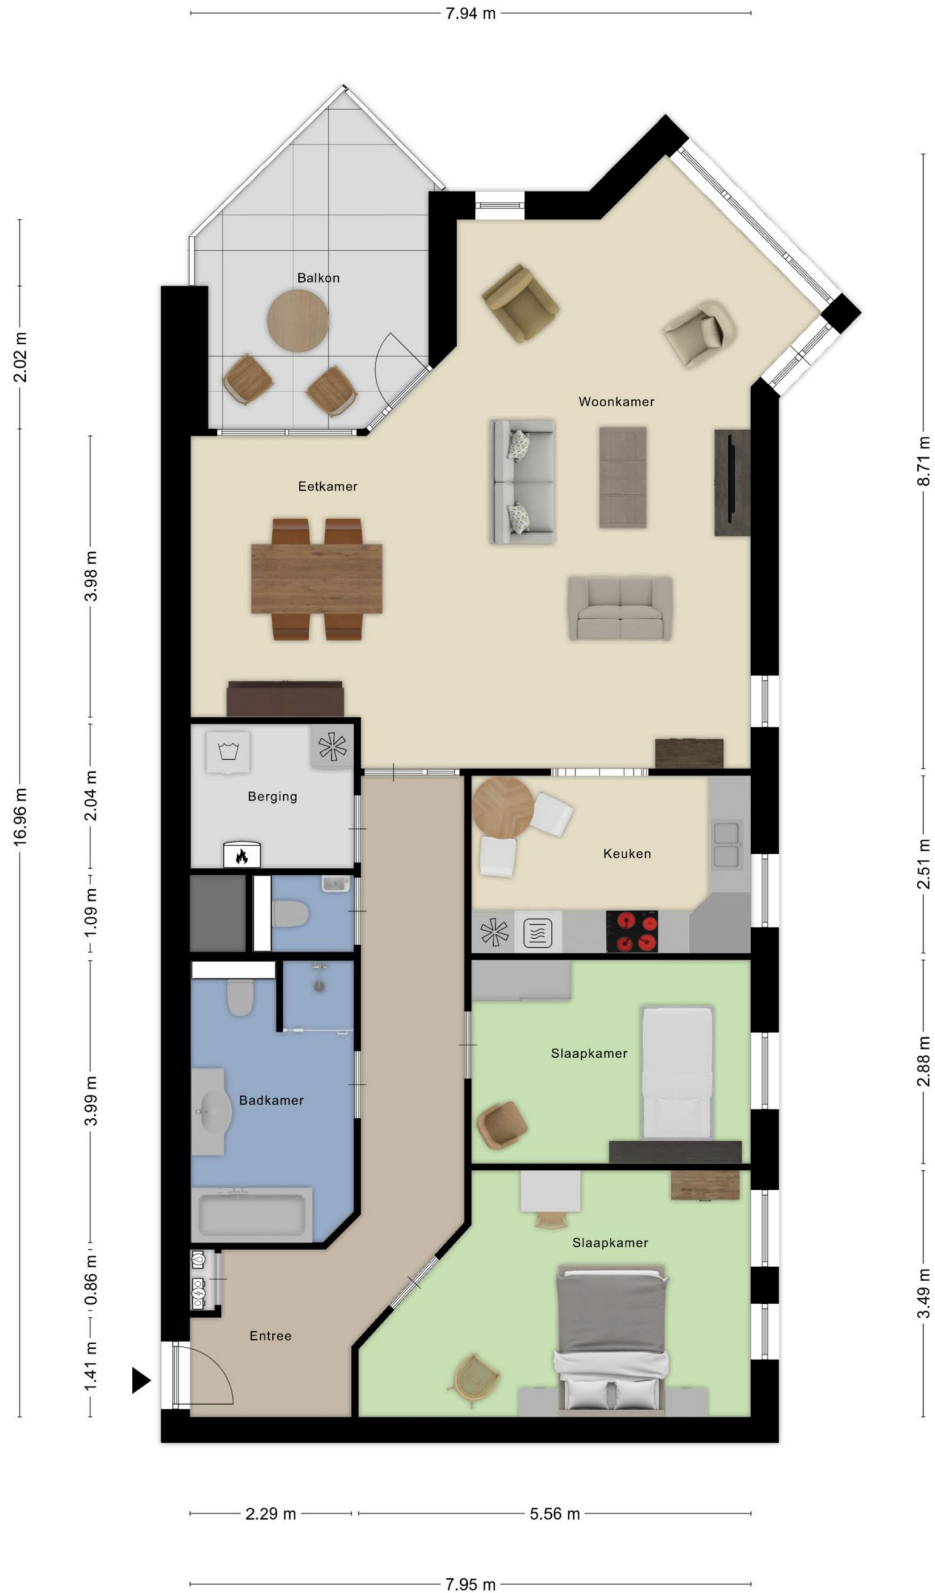 7.94 m
Balkon
2.02 m
Woonkamer
8.71 m
Eetkamer
3.98 m
16.96 m
2.04 m
Berging
Keuken
2.51 m
1.09 m
Slaapkamer
2.88 m
3.99 m
Badkamer
Slaapkamer
0.86 m
3.49 m
Entree
1.41 m
2.29 m
5.56 m
7.95 m